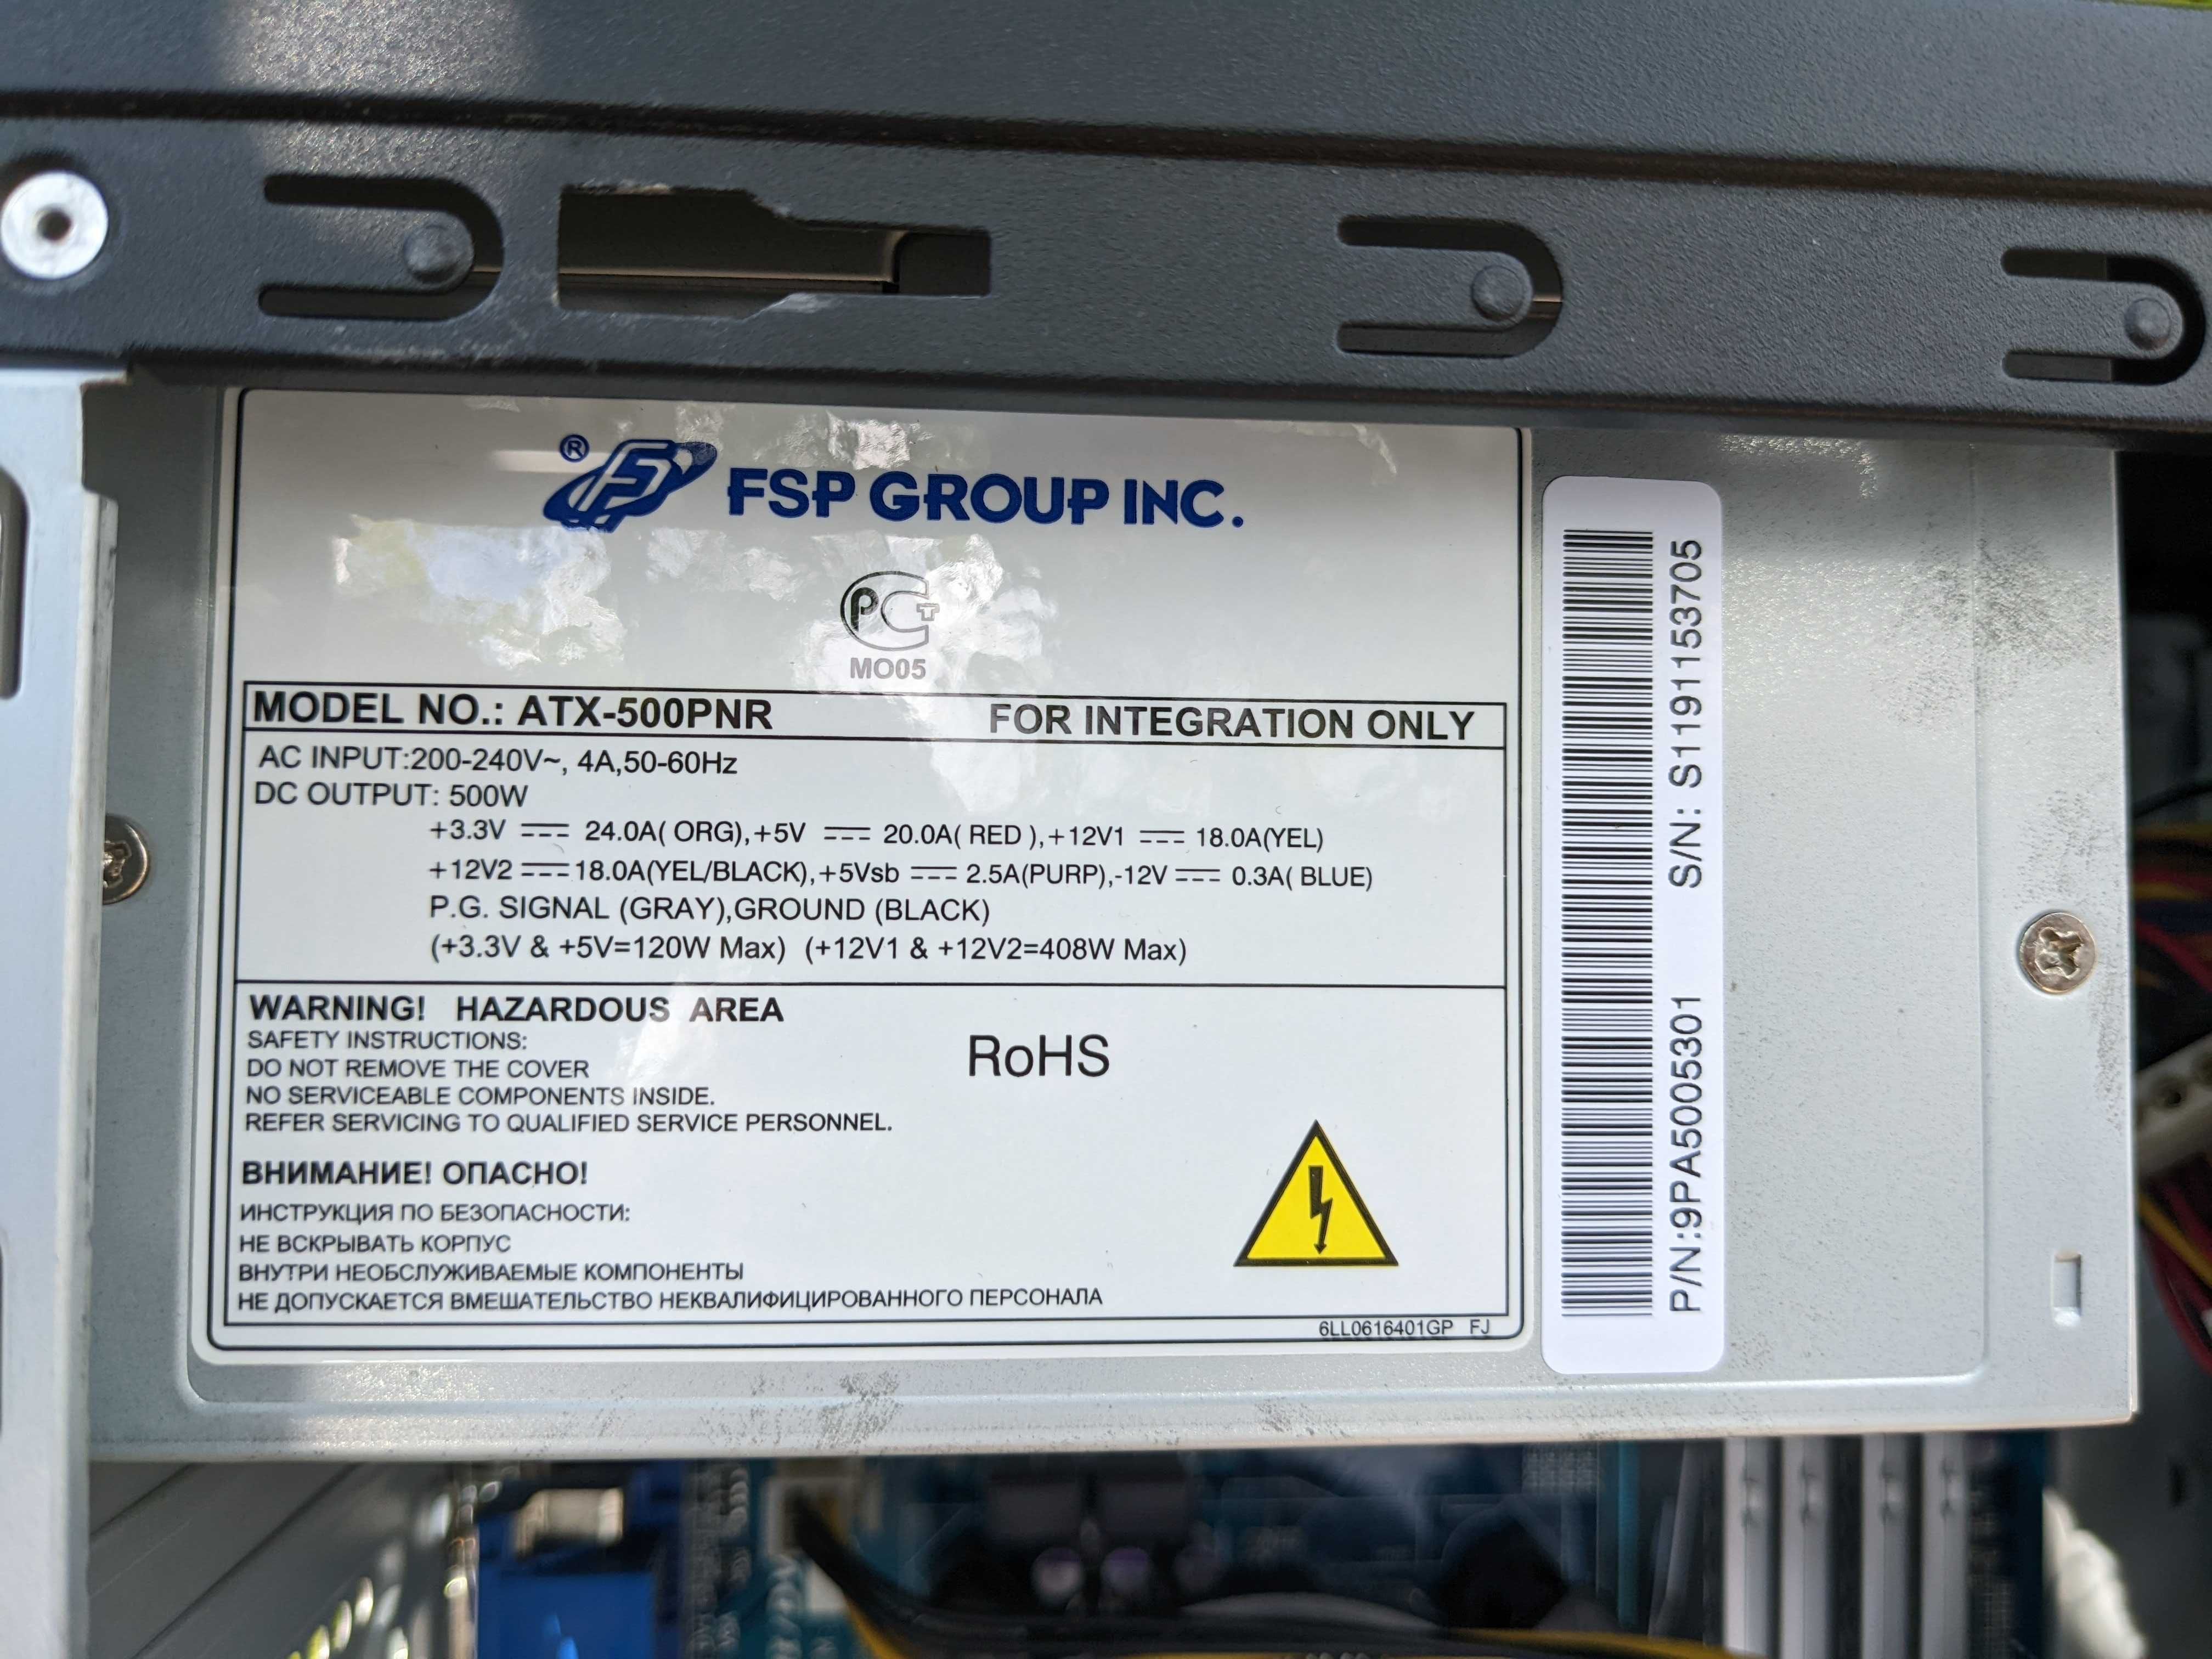 ® FSP GROUP INC.
PCT
MO05
MODEL NO.: ATX-500PNR FOR INTEGRATION ONLY
AC INPUT:200-240V~, 4A,50-60Hz
DC OUTPUT: 500W
+3.3V ⎓ 24.0A( ORG),+5V ⎓ 20.0A( RED ),+12V1 ⎓ 18.0A(YEL)
+12V2 ⎓ 18.0A(YEL/BLACK),+5Vsb ⎓ 2.5A(PURP),-12V ⎓ 0.3A( BLUE)
P.G. SIGNAL (GRAY),GROUND (BLACK)
(+3.3V & +5V=120W Max) (+12V1 & +12V2=408W Max)
WARNING! HAZARDOUS AREA
SAFETY INSTRUCTIONS:
DO NOT REMOVE THE COVER
NO SERVICEABLE COMPONENTS INSIDE.
REFER SERVICING TO QUALIFIED SERVICE PERSONNEL.
RoHS
ВНИМАНИЕ! ОПАСНО!
ИНСТРУКЦИЯ ПО БЕЗОПАСНОСТИ:
НЕ ВСКРЫВАТЬ КОРПУС
ВНУТРИ НЕОБСЛУЖИВАЕМЫЕ КОМПОНЕНТЫ
НЕ ДОПУСКАЕТСЯ ВМЕШАТЕЛЬСТВО НЕКВАЛИФИЦИРОВАННОГО ПЕРСОНАЛА
6LL0616401GP FJ
P/N:9PA5005301 S/N: S1191153705